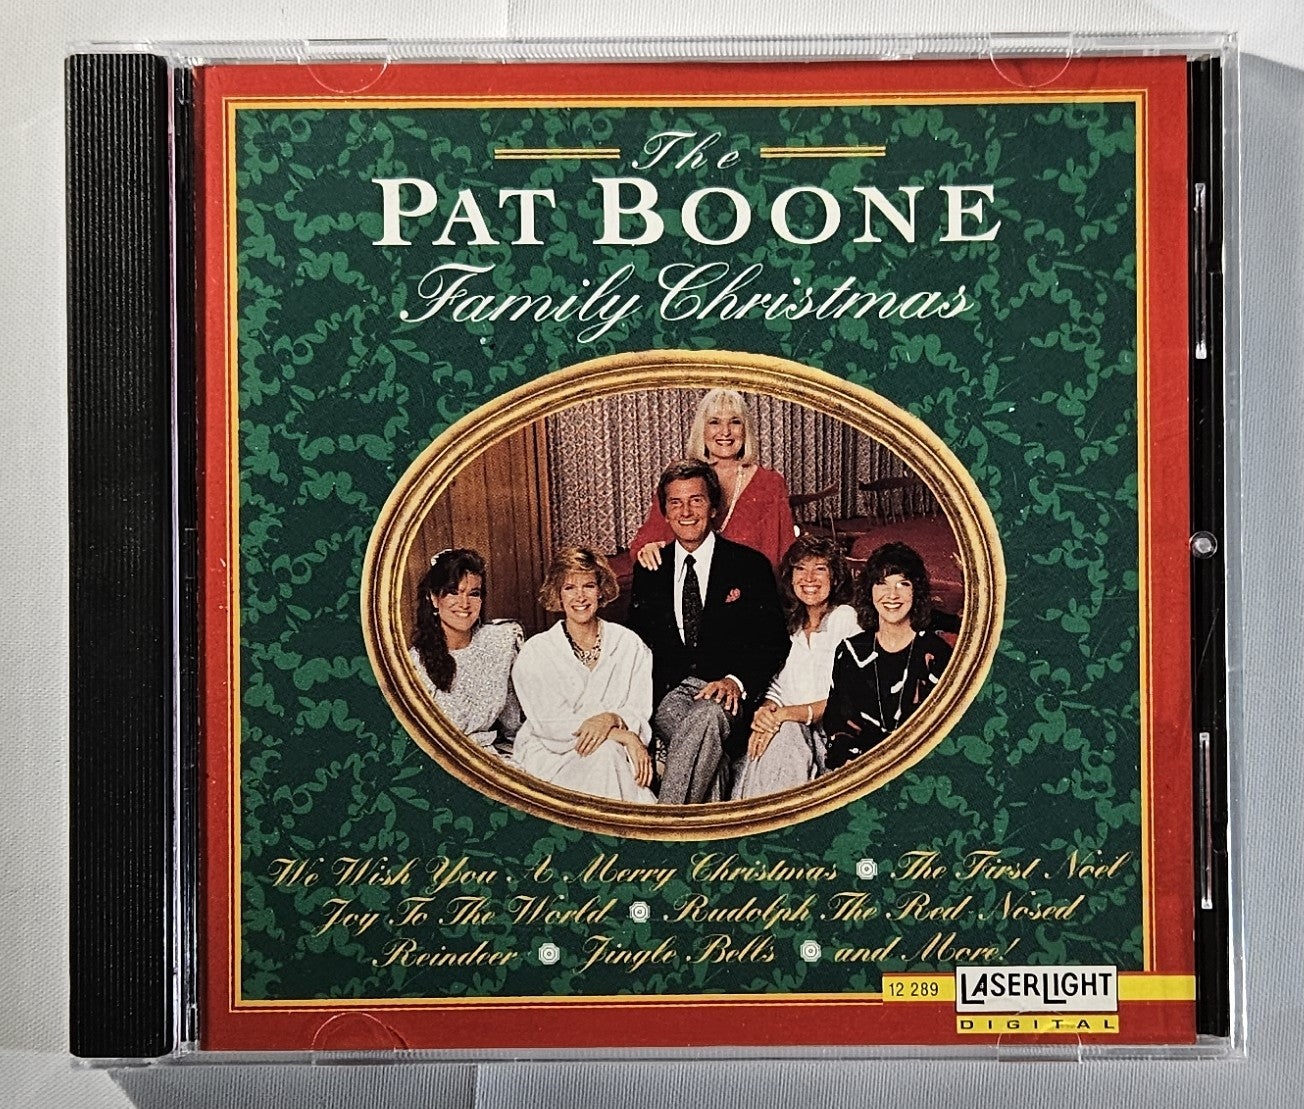 The
PAT BOONE
Family Christmas
We Wish You A Merry Christmas The First Noel
Joy To The World Rudolph The Red-Nosed
Reindeer Jingle Bells and More!
12 289
LASERLIGHT
DIGITAL